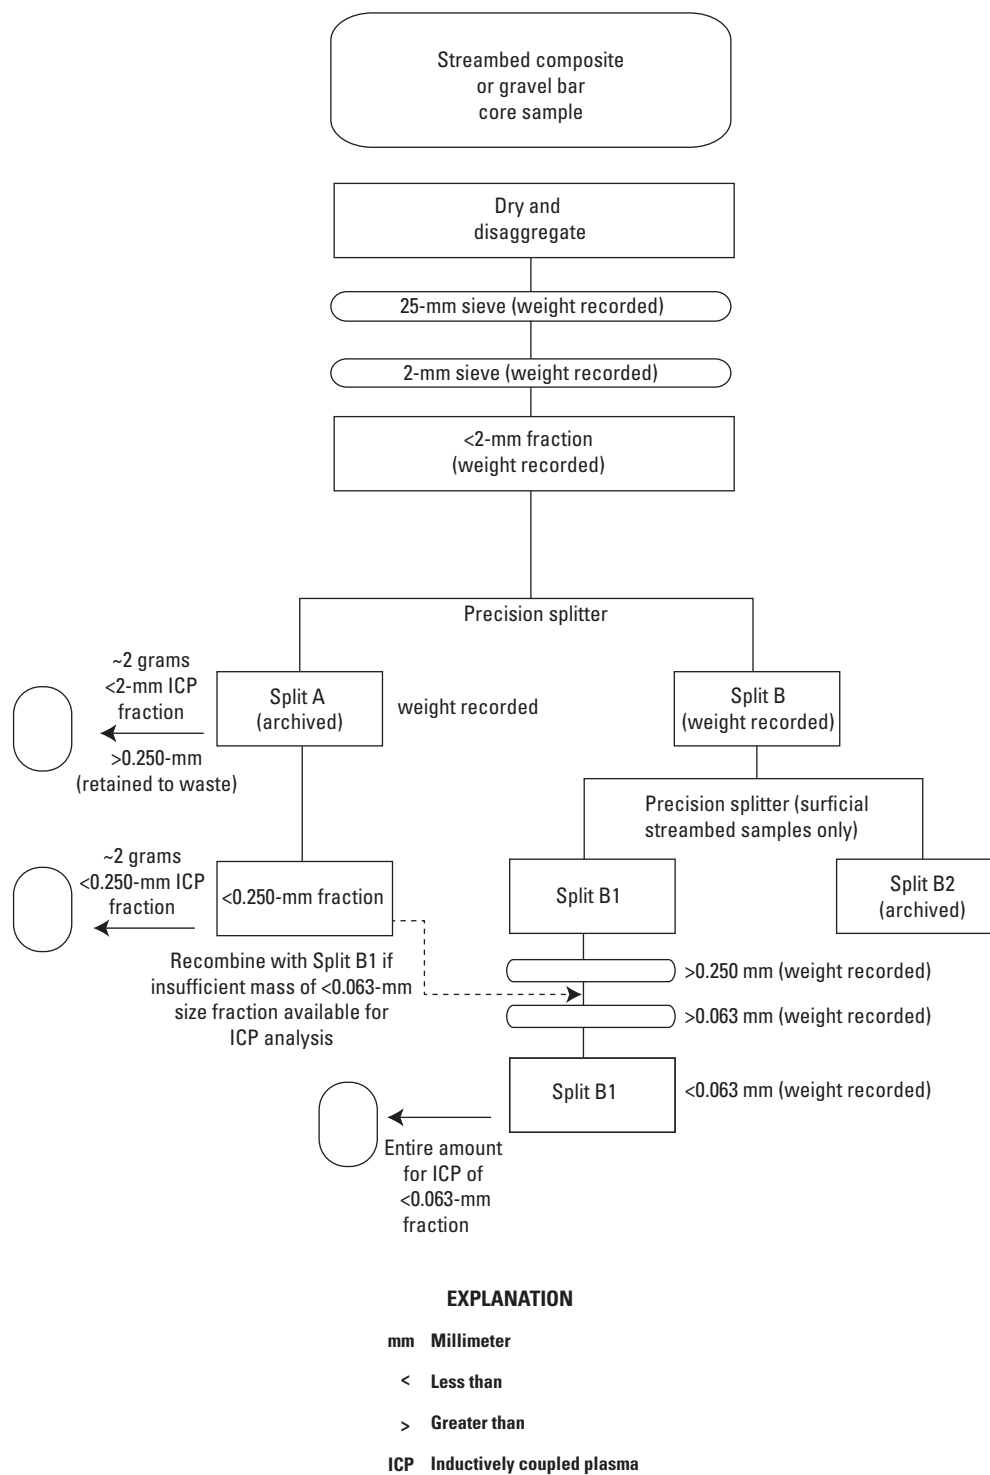 Streambed composite
or gravel bar
core sample
Dry and
disaggregate
25-mm sieve (weight recorded)
2-mm sieve (weight recorded)
<2-mm fraction
(weight recorded)
Precision splitter
~2 grams
<2-mm ICP
fraction
>0.250-mm
(retained to waste)
Split A
(archived)
weight recorded
Split B
(weight recorded)
Precision splitter (surficial
streambed samples only)
~2 grams
<0.250-mm ICP
fraction
<0.250-mm fraction
Split B1
Split B2
(archived)
Recombine with Split B1 if
insufficient mass of <0.063-mm
size fraction available for
ICP analysis
>0.250 mm (weight recorded)
>0.063 mm (weight recorded)
Split B1
<0.063 mm (weight recorded)
Entire amount
for ICP of
<0.063-mm
fraction
EXPLANATION
mm Millimeter
< Less than
> Greater than
ICP Inductively coupled plasma